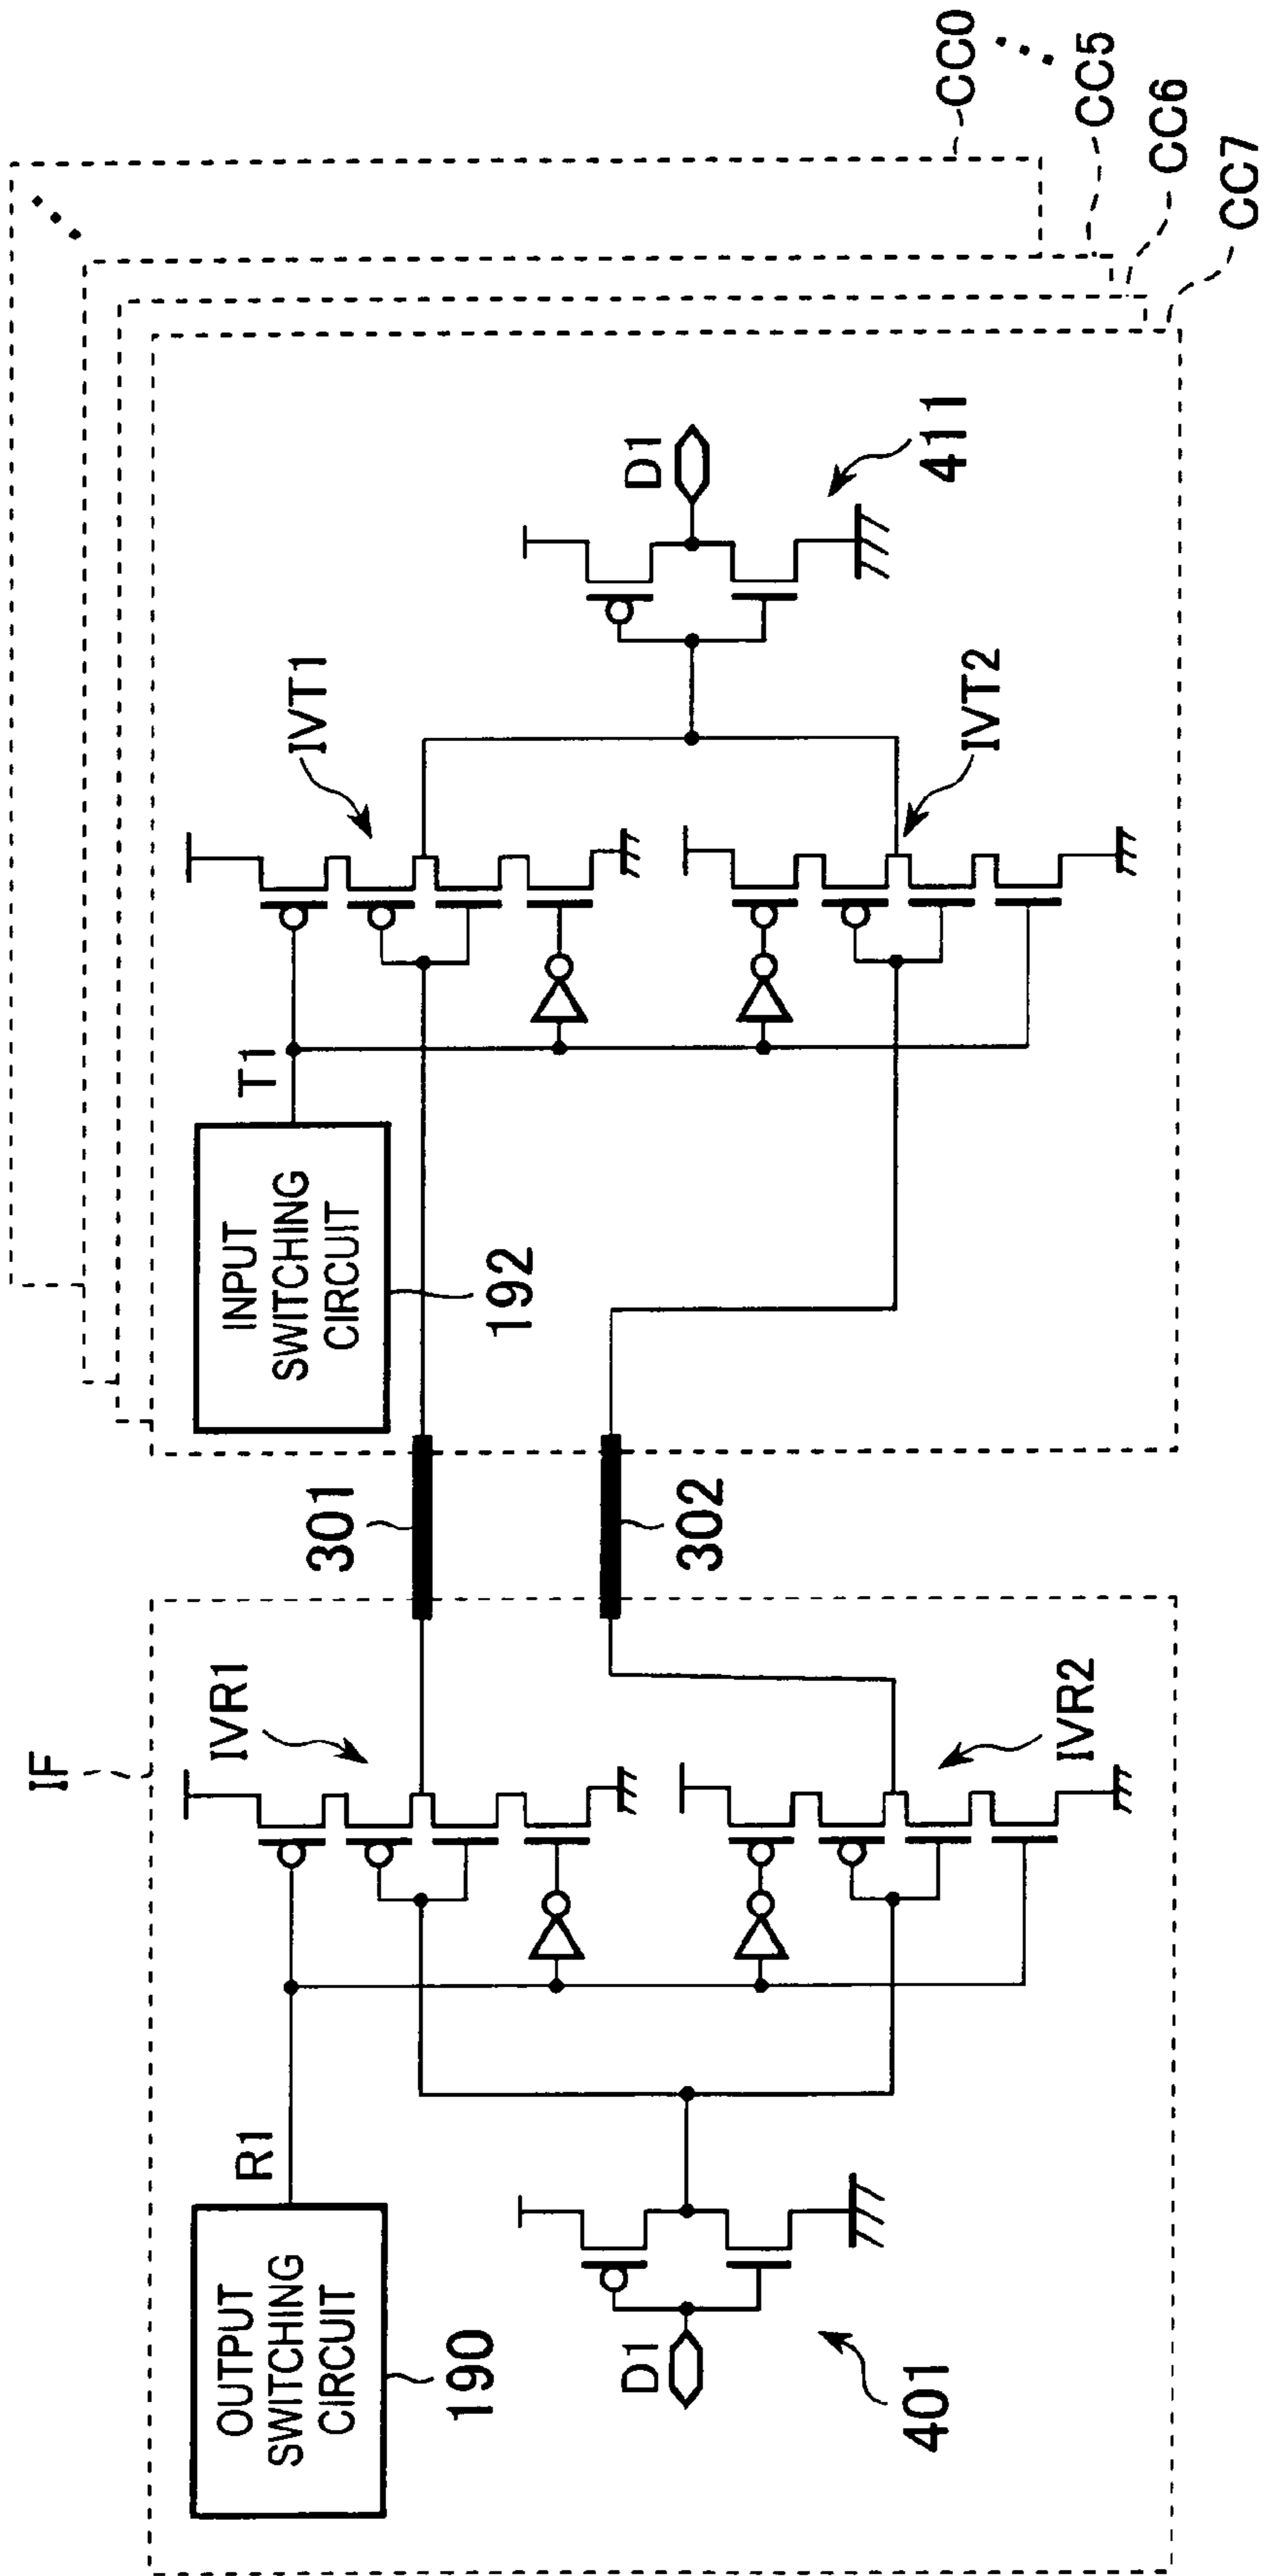 IF
OUTPUT
SWITCHING
CIRCUIT
190
R1
D1
401
IVR1
IVR2
301
302
INPUT
SWITCHING
CIRCUIT
192
T1
IVT1
IVT2
D1
411
CC0
CC5
CC6
CC7